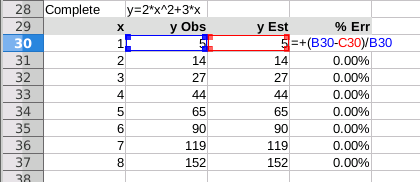 28 Complete y=2*x^2+3*x
29 x y Obs y Est % Err
30 1 5 5 =+(B30-C30)/B30
31 2 14 14 0.00%
32 3 27 27 0.00%
33 4 44 44 0.00%
34 5 65 65 0.00%
35 6 90 90 0.00%
36 7 119 119 0.00%
37 8 152 152 0.00%
38